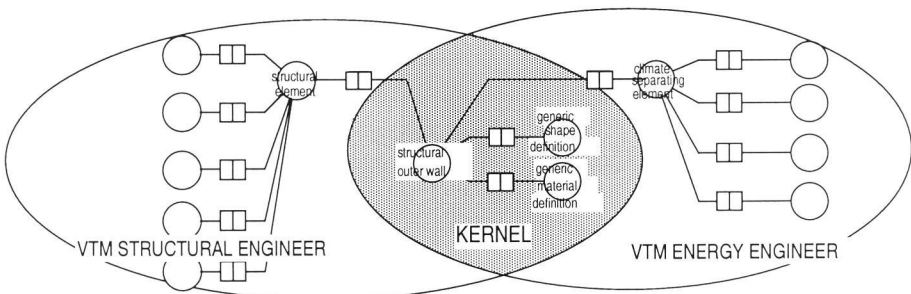 structural
element
climate
separating
element
generic
shape
definition
structural
outer wall
generic
material
definition
KERNEL
VTM STRUCTURAL ENGINEER
VTM ENERGY ENGINEER